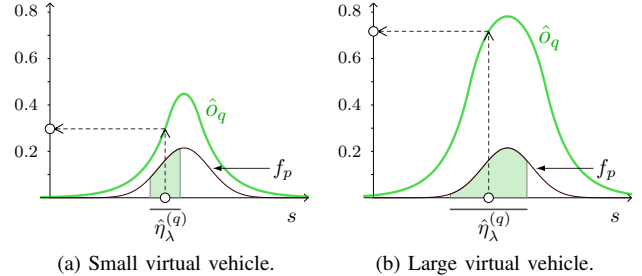 0.8
0.6
0.4
0.2
ô_q
f_p
s
η̂_λ^(q)
(a) Small virtual vehicle.
0.8
0.6
0.4
0.2
ô_q
f_p
s
η̂_λ^(q)
(b) Large virtual vehicle.